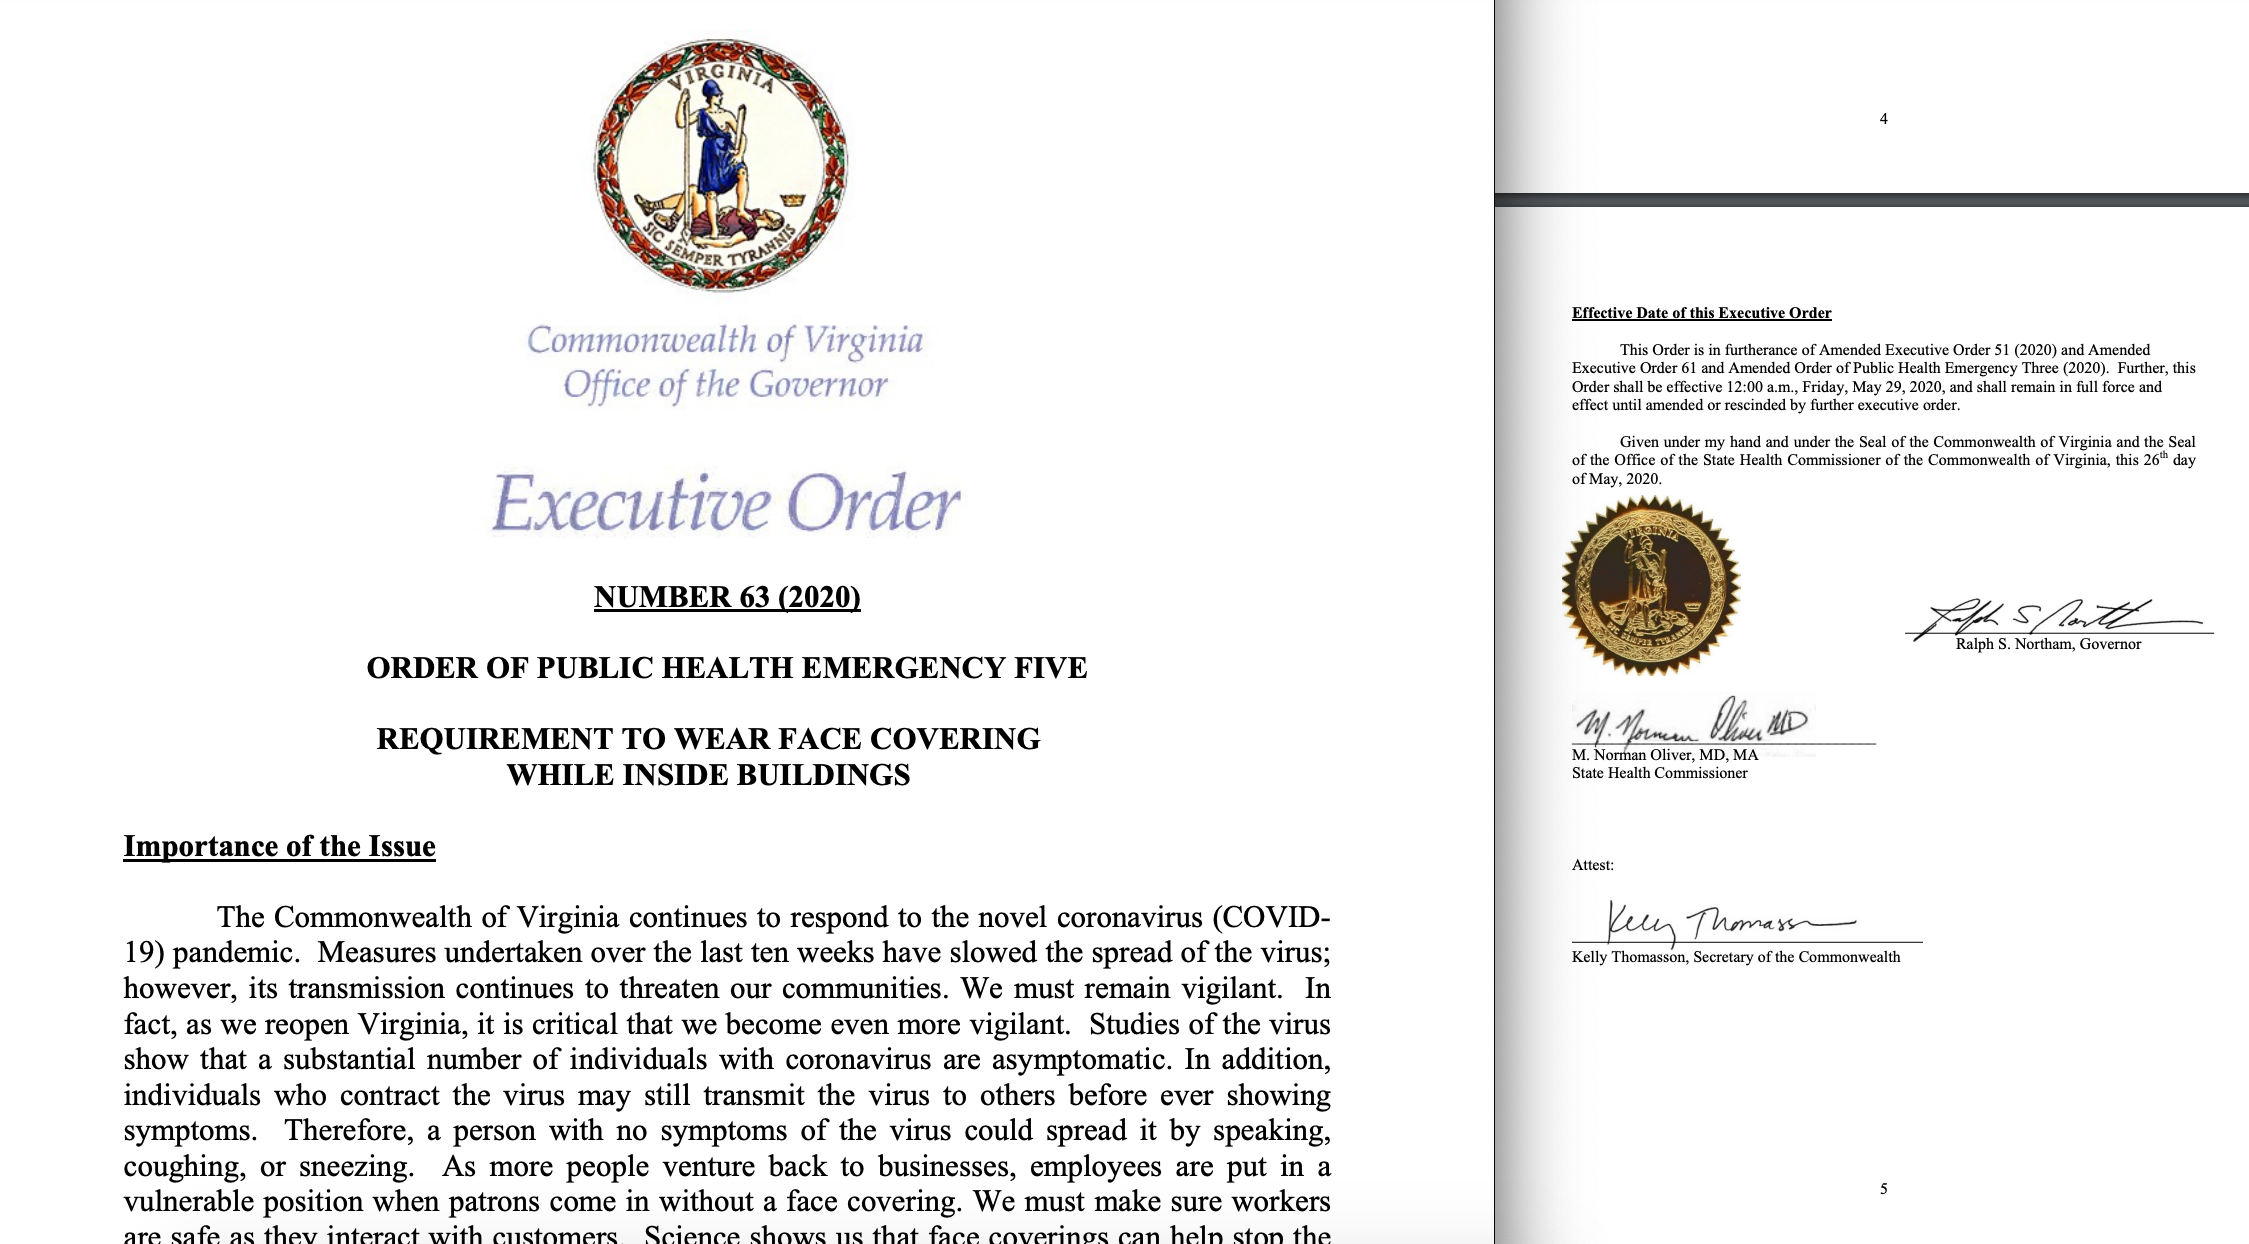 VIRGINIA
SIC SEMPER TYRANNIS
Commonwealth of Virginia
Office of the Governor
Executive Order
NUMBER 63 (2020)
ORDER OF PUBLIC HEALTH EMERGENCY FIVE
REQUIREMENT TO WEAR FACE COVERING
WHILE INSIDE BUILDINGS
Importance of the Issue
The Commonwealth of Virginia continues to respond to the novel coronavirus (COVID-
19) pandemic. Measures undertaken over the last ten weeks have slowed the spread of the virus;
however, its transmission continues to threaten our communities. We must remain vigilant. In
fact, as we reopen Virginia, it is critical that we become even more vigilant. Studies of the virus
show that a substantial number of individuals with coronavirus are asymptomatic. In addition,
individuals who contract the virus may still transmit the virus to others before ever showing
symptoms. Therefore, a person with no symptoms of the virus could spread it by speaking,
coughing, or sneezing. As more people venture back to businesses, employees are put in a
vulnerable position when patrons come in without a face covering. We must make sure workers
are safe as they interact with customers. Science shows us that face coverings can help stop the
4
Effective Date of this Executive Order
This Order is in furtherance of Amended Executive Order 51 (2020) and Amended
Executive Order 61 and Amended Order of Public Health Emergency Three (2020). Further, this
Order shall be effective 12:00 a.m., Friday, May 29, 2020, and shall remain in full force and
effect until amended or rescinded by further executive order.
Given under my hand and under the Seal of the Commonwealth of Virginia and the Seal
of the Office of the State Health Commissioner of the Commonwealth of Virginia, this 26th day
of May, 2020.
VIRGINIA
SIC SEMPER TYRANNIS
Ralph S Northam
Ralph S. Northam, Governor
M. Norman Oliver MD
M. Norman Oliver, MD, MA
State Health Commissioner
Attest:
Kelly Thomasson
Kelly Thomasson, Secretary of the Commonwealth
5